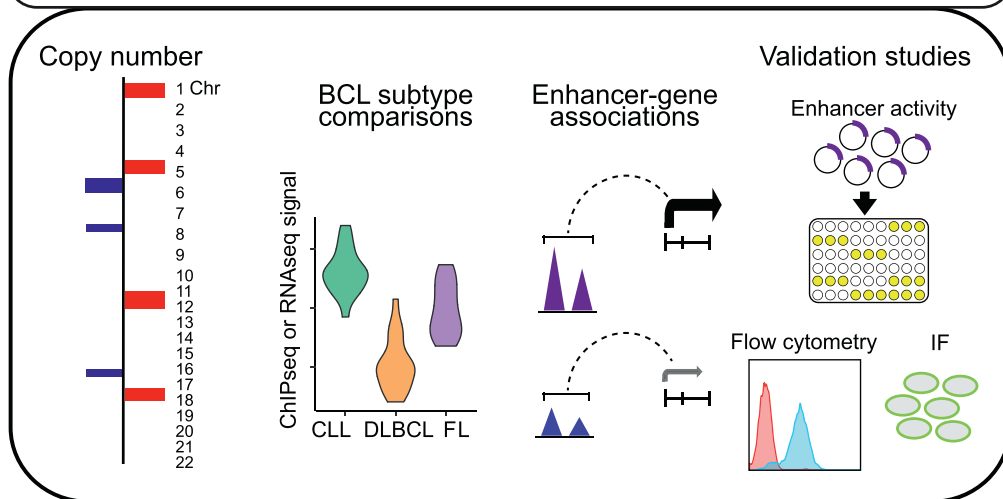 Copy number
1 Chr
2
3
4
5
6
7
8
9
10
11
12
13
14
15
16
17
18
19
20
21
22
BCL subtype
comparisons
ChIPseq or RNAseq signal
CLL DLBCL FL
Enhancer-gene
associations
Validation studies
Enhancer activity
Flow cytometry
IF